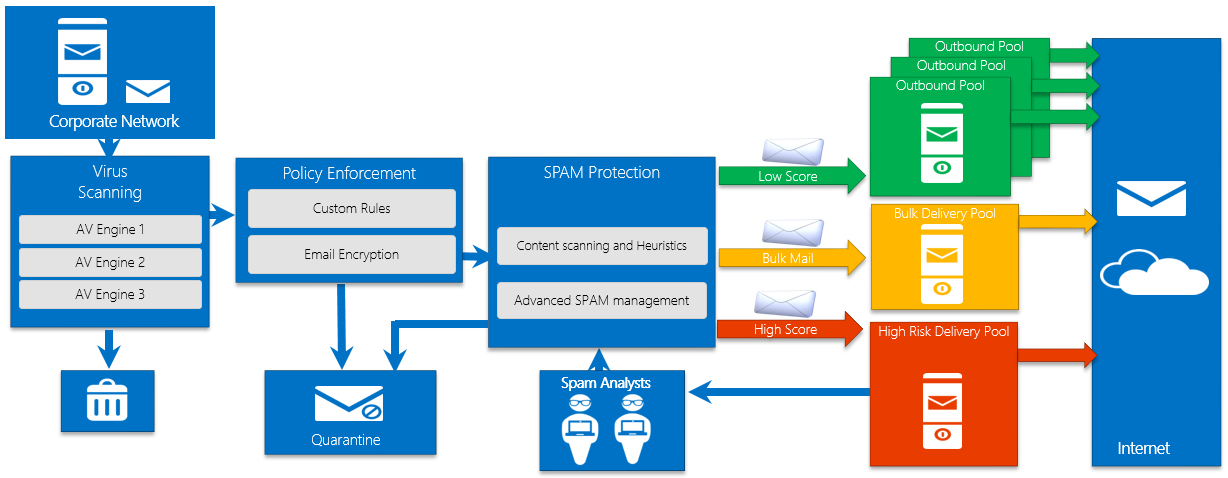 Corporate Network
Virus
Scanning
AV Engine 1
AV Engine 2
AV Engine 3
Policy Enforcement
Custom Rules
Email Encryption
Quarantine
SPAM Protection
Content scanning and Heuristics
Advanced SPAM management
Spam Analysts
Low Score
Bulk Mail
High Score
Outbound Pool
Outbound Pool
Outbound Pool
Bulk Delivery Pool
High Risk Delivery Pool
Internet